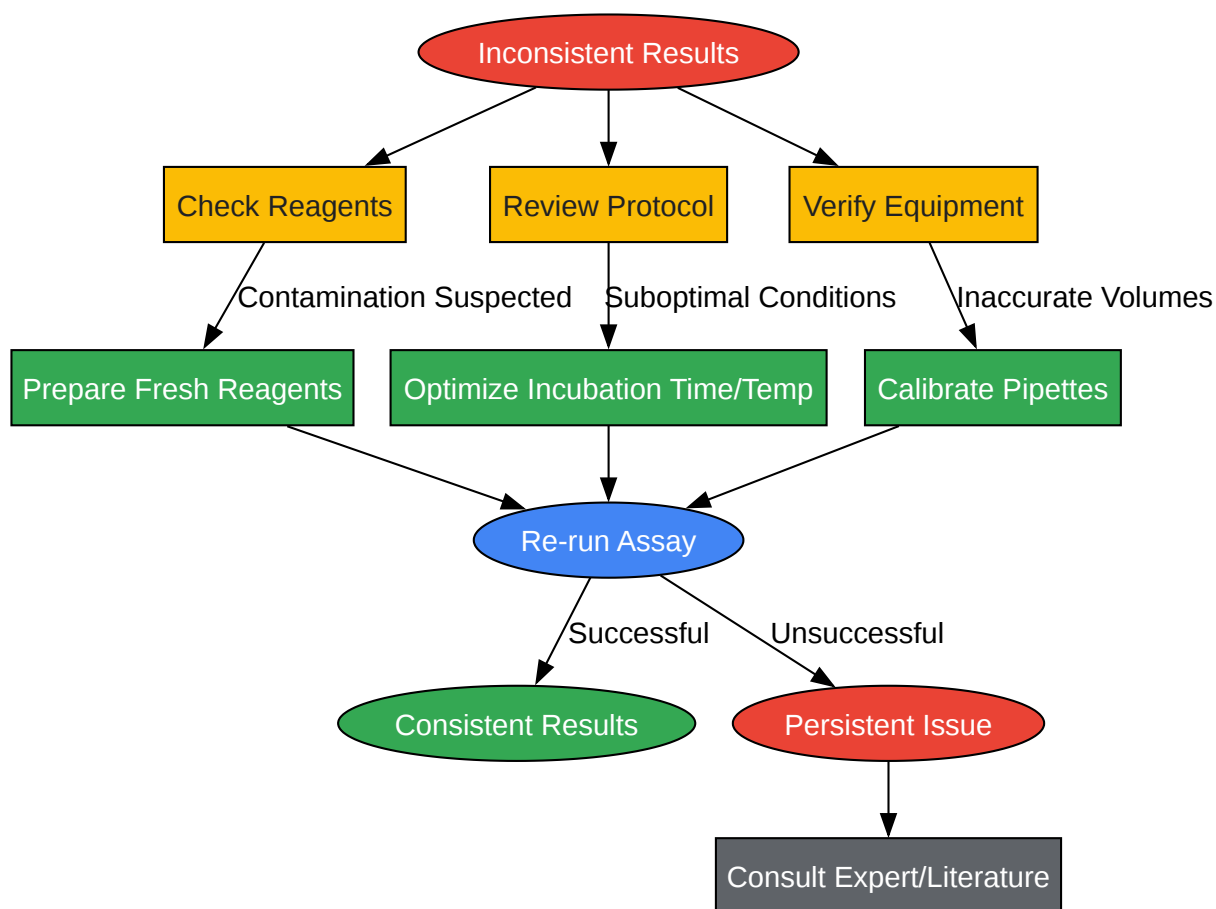 Inconsistent Results
Check Reagents
Review Protocol
Verify Equipment
Contamination Suspected
Suboptimal Conditions
Inaccurate Volumes
Prepare Fresh Reagents
Optimize Incubation Time/Temp
Calibrate Pipettes
Re-run Assay
Successful
Unsuccessful
Consistent Results
Persistent Issue
Consult Expert/Literature